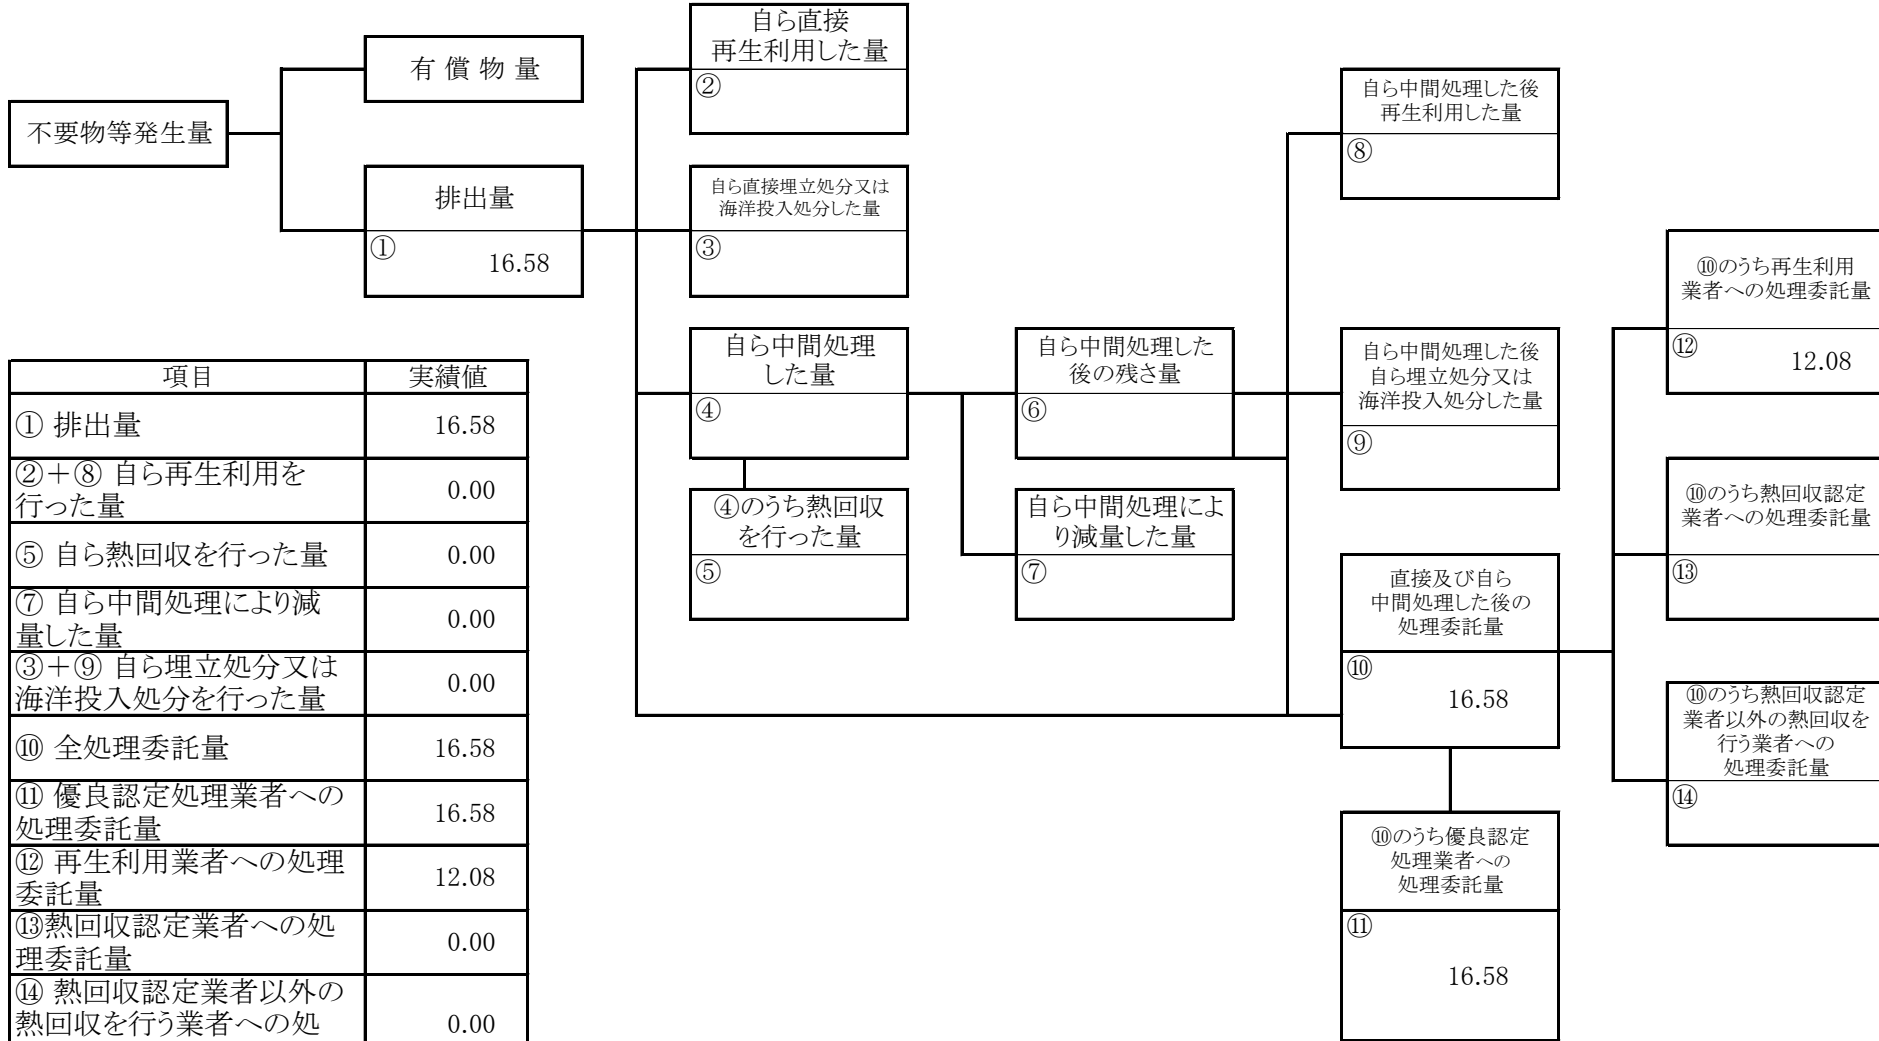 不要物等発生量
有 償 物 量
排出量
①
16.58
自ら直接
再生利用した量
②
自ら直接埋立処分又は
海洋投入処分した量
③
自ら中間処理
した量
④
④のうち熱回収
を行った量
⑤
自ら中間処理した
後の残さ量
⑥
自ら中間処理によ
り減量した量
⑦
自ら中間処理した後
再生利用した量
⑧
自ら中間処理した後
自ら埋立処分又は
海洋投入処分した量
⑨
直接及び自ら
中間処理した後の
処理委託量
⑩
16.58
⑩のうち優良認定
処理業者への
処理委託量
⑪
16.58
⑩のうち再生利用
業者への処理委託量
⑫
12.08
⑩のうち熱回収認定
業者への処理委託量
⑬
⑩のうち熱回収認定
業者以外の熱回収を
行う業者への
処理委託量
⑭
項目 実績値
① 排出量 16.58
②＋⑧ 自ら再生利用を
行った量 0.00
⑤ 自ら熱回収を行った量 0.00
⑦ 自ら中間処理により減
量した量 0.00
③＋⑨ 自ら埋立処分又は
海洋投入処分を行った量 0.00
⑩ 全処理委託量 16.58
⑪ 優良認定処理業者への
処理委託量 16.58
⑫ 再生利用業者への処理
委託量 12.08
⑬熱回収認定業者への処
理委託量 0.00
⑭ 熱回収認定業者以外の
熱回収を行う業者への処 0.00